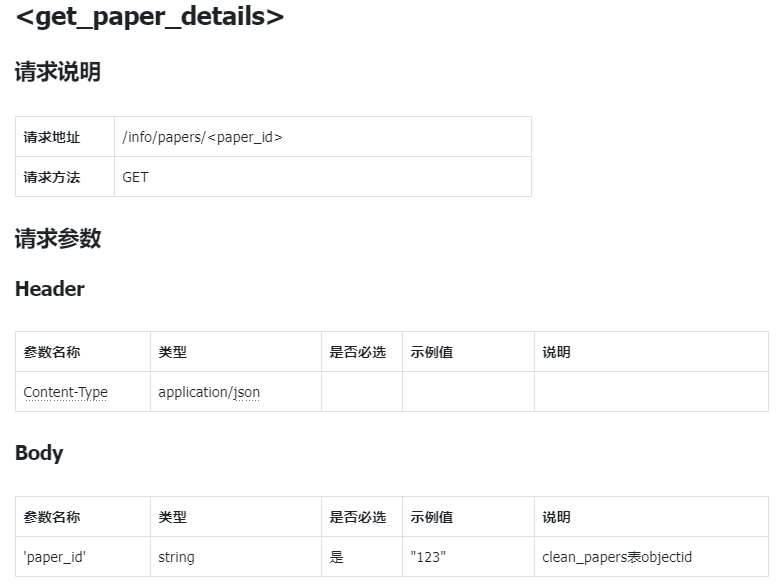 <get_paper_details>
请求说明
请求地址 /info/papers/<paper_id>
请求方法 GET
请求参数
Header
参数名称 类型 是否必选 示例值 说明
Content-Type application/json
Body
参数名称 类型 是否必选 示例值 说明
'paper_id' string 是 "123" clean_papers表objectid